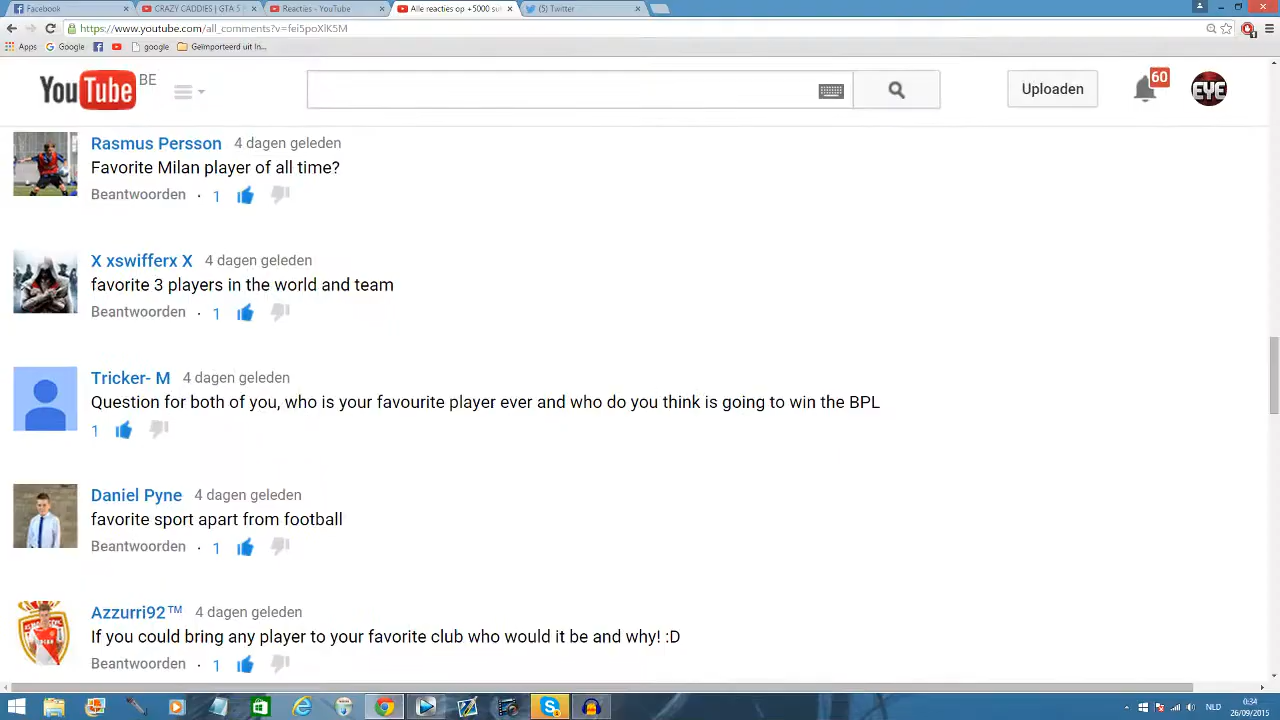 Facebook
CRAZY CADDIES | GTA 5
Reacties - YouTube
Alle reacties op +5000 su
(5) Twitter
https://www.youtube.com/all_comments?v=fei5poXlK5M
Apps
Google
google
Geïmporteerd uit In...
YouTube BE
Uploaden
60
EYE
Rasmus Persson 4 dagen geleden
Favorite Milan player of all time?
Beantwoorden · 1
X xswifferx X 4 dagen geleden
favorite 3 players in the world and team
Beantwoorden · 1
Tricker- M 4 dagen geleden
Question for both of you, who is your favourite player ever and who do you think is going to win the BPL
1
Daniel Pyne 4 dagen geleden
favorite sport apart from football
Beantwoorden · 1
Azzurri92™ 4 dagen geleden
If you could bring any player to your favorite club who would it be and why! :D
Beantwoorden · 1
NLD
0:34
26/09/2015